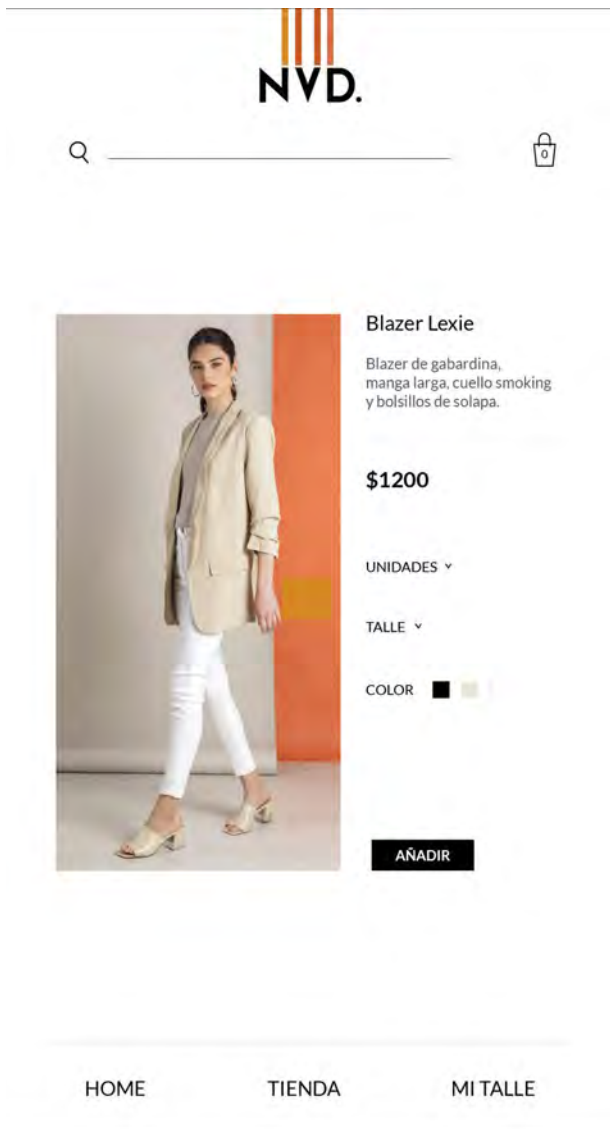 NVD.
0
Blazer Lexie
Blazer de gabardina,
manga larga, cuello smoking
y bolsillos de solapa.
$1200
UNIDADES
TALLE
COLOR
AÑADIR
HOME TIENDA MI TALLE